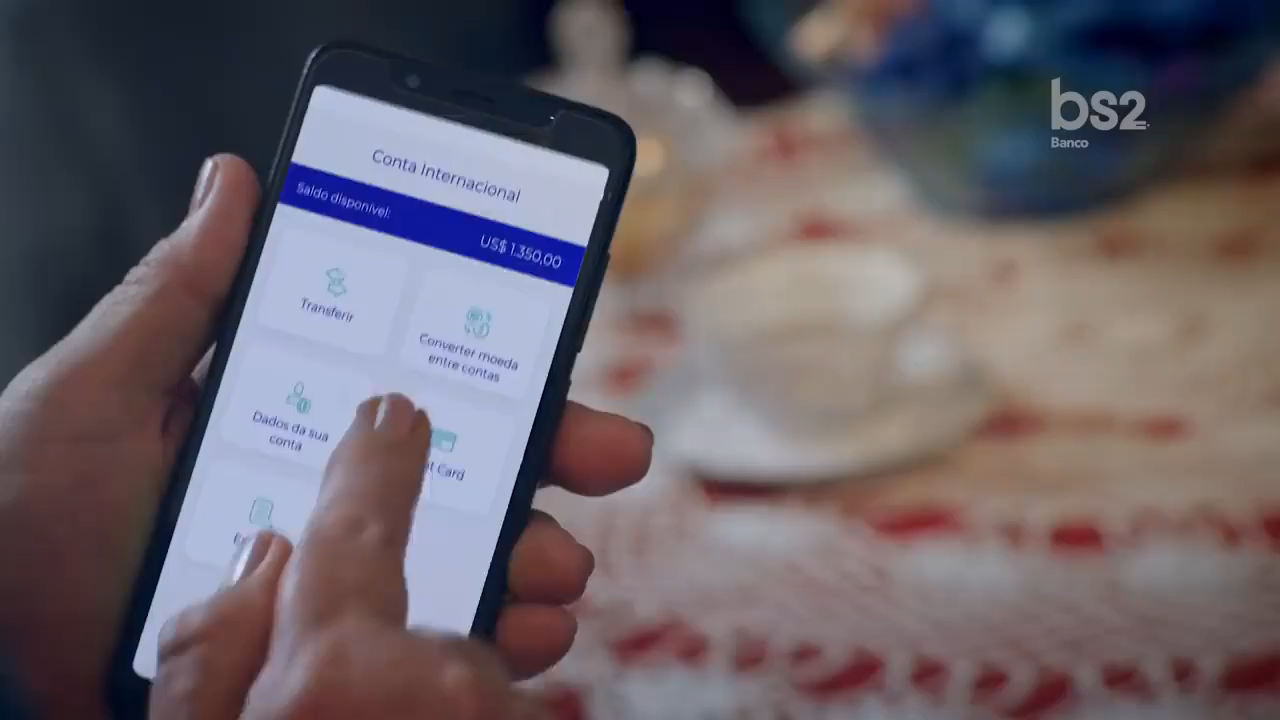 bs2
Banco
Conta Internacional
Saldo disponível:
US$ 1.350,00
Transferir
Converter moeda
entre contas
Dados da sua
conta
Card